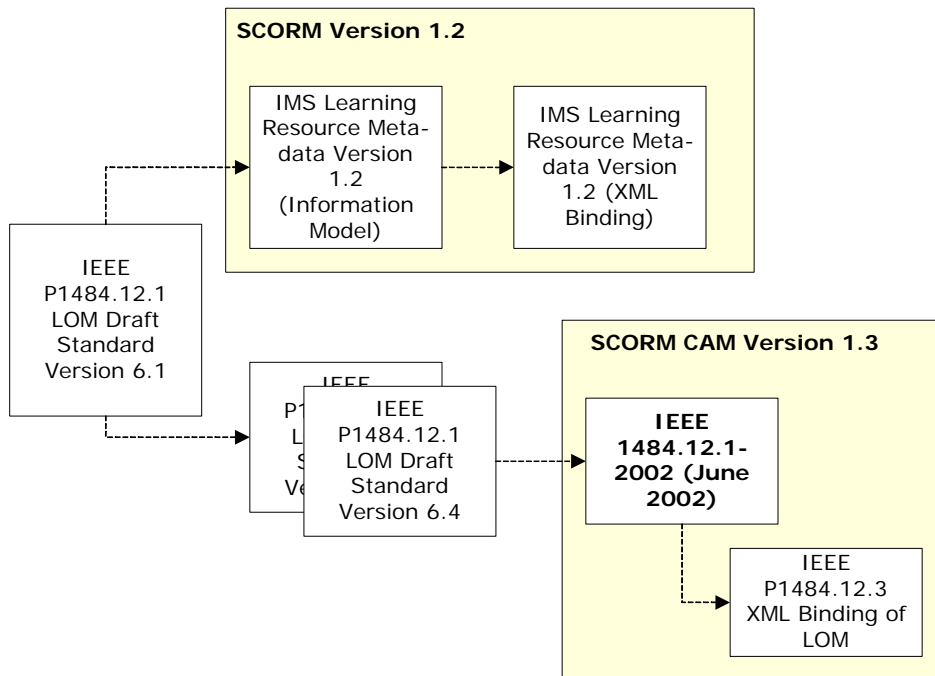 SCORM Version 1.2
IMS Learning
Resource Meta-
data Version
1.2
(Information
Model)
IMS Learning
Resource Meta-
data Version
1.2 (XML
Binding)
IEEE
P1484.12.1
LOM Draft
Standard
Version 6.1
IEEE
P1484.12.1
LOM Draft
Standard
Version 6.4
SCORM CAM Version 1.3
IEEE
1484.12.1-
2002 (June
2002)
IEEE
P1484.12.3
XML Binding of
LOM